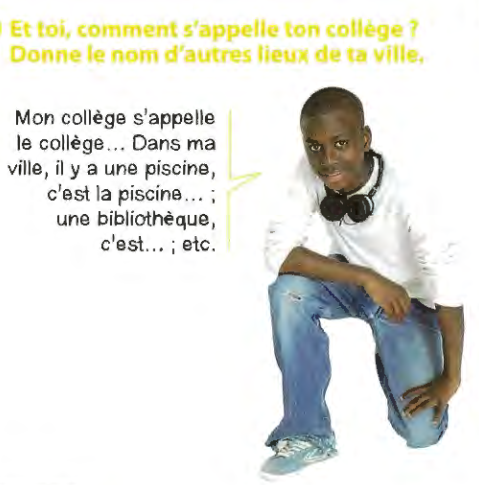 Et toi, comment s'appelle ton collège ?
Donne le nom d'autres lieux de ta ville.
Mon collège s'appelle
le collège... Dans ma
ville, il y a une piscine,
c'est la piscine... ;
une bibliothèque,
c'est... ; etc.